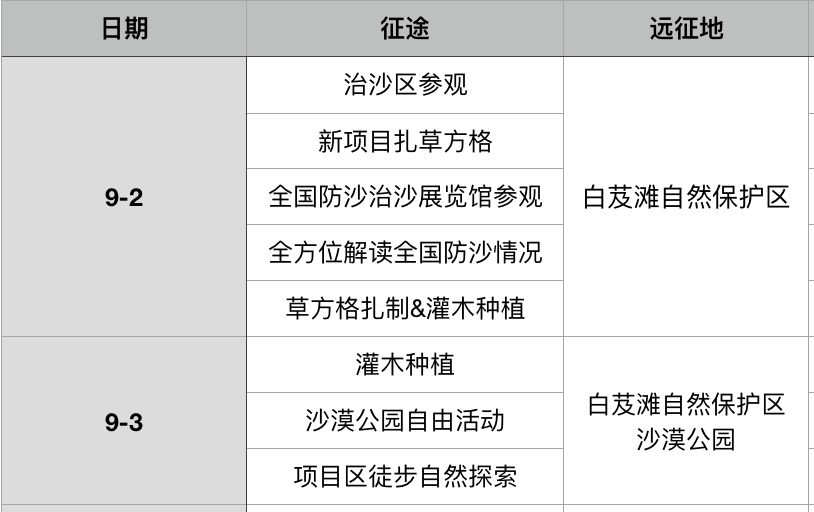 日期 征途 远征地
9-2
治沙区参观
新项目扎草方格
全国防沙治沙展览馆参观
全方位解读全国防沙情况
草方格扎制&灌木种植
白芨滩自然保护区
9-3
灌木种植
沙漠公园自由活动
项目区徒步自然探索
白芨滩自然保护区
沙漠公园